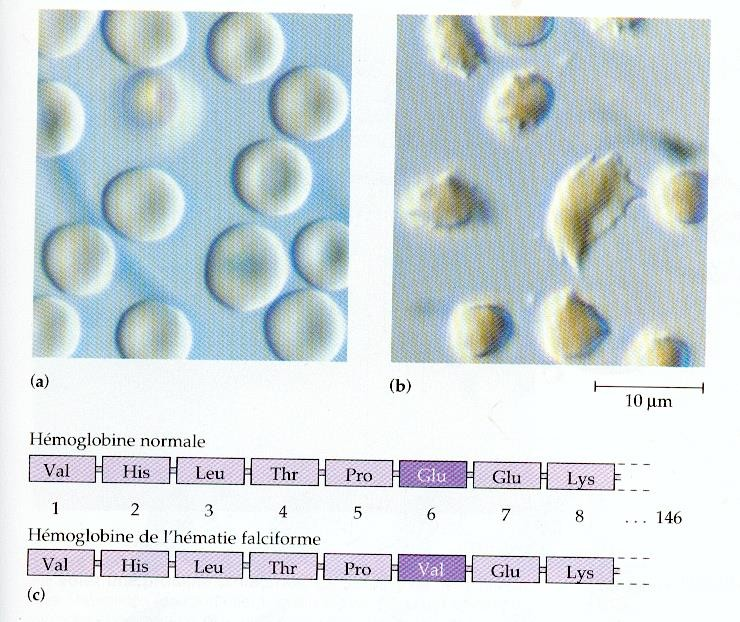 (a)
(b)
10 µm
Hémoglobine normale
Val His Leu Thr Pro Glu Glu Lys
1 2 3 4 5 6 7 8 ... 146
Hémoglobine de l'hématie falciforme
Val His Leu Thr Pro Val Glu Lys
(c)